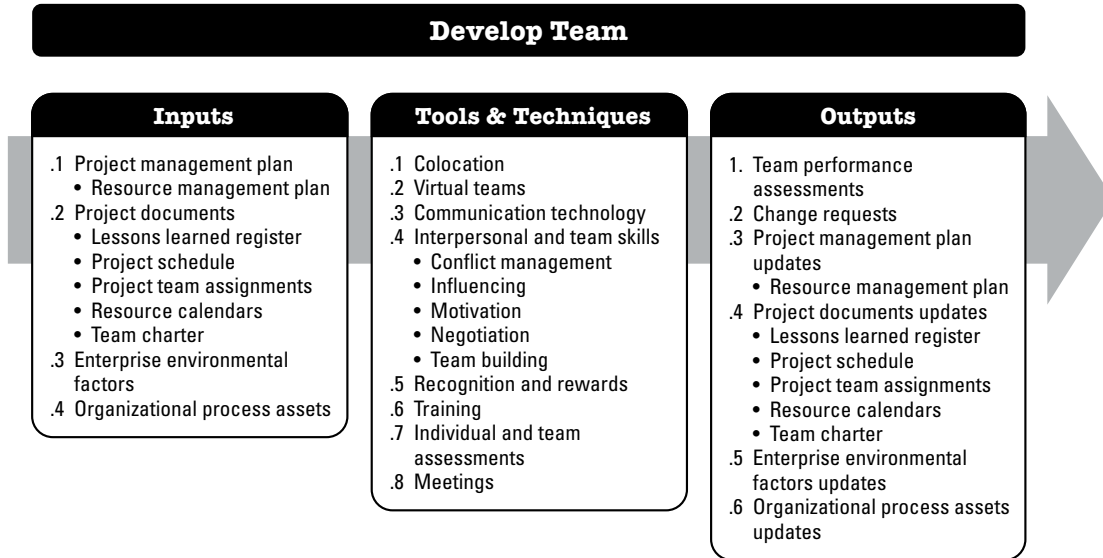 Develop Team
Inputs
.1 Project management plan
• Resource management plan
.2 Project documents
• Lessons learned register
• Project schedule
• Project team assignments
• Resource calendars
• Team charter
.3 Enterprise environmental
factors
.4 Organizational process assets
Tools & Techniques
.1 Colocation
.2 Virtual teams
.3 Communication technology
.4 Interpersonal and team skills
• Conflict management
• Influencing
• Motivation
• Negotiation
• Team building
.5 Recognition and rewards
.6 Training
.7 Individual and team
assessments
.8 Meetings
Outputs
1. Team performance
assessments
.2 Change requests
.3 Project management plan
updates
• Resource management plan
.4 Project documents updates
• Lessons learned register
• Project schedule
• Project team assignments
• Resource calendars
• Team charter
.5 Enterprise environmental
factors updates
.6 Organizational process assets
updates